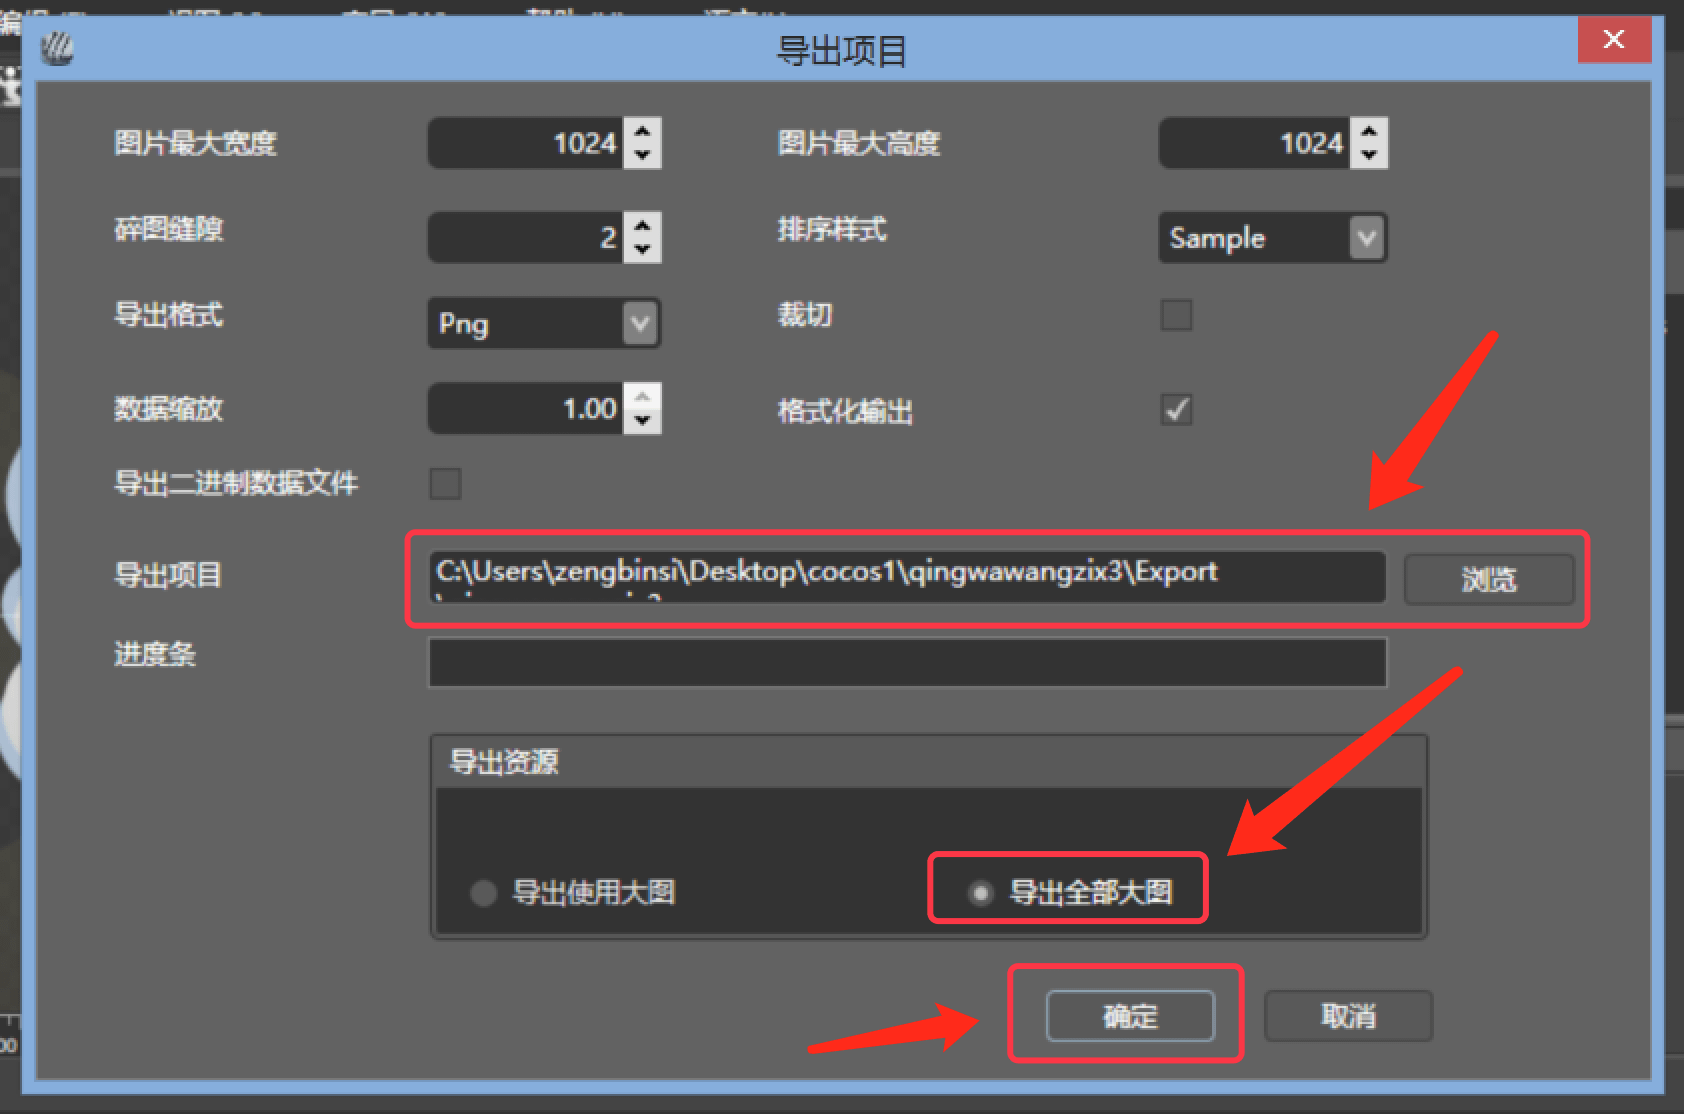 导出项目
图片最大宽度 1024 图片最大高度 1024
碎图缝隙 2 排序样式 Sample
导出格式 Png 裁切
数据缩放 1.00 格式化输出
导出二进制数据文件
导出项目 C:\Users\zengbinsi\Desktop\cocos1\qingwawangzix3\Export 浏览
进度条
导出资源
导出使用大图 导出全部大图
确定 取消